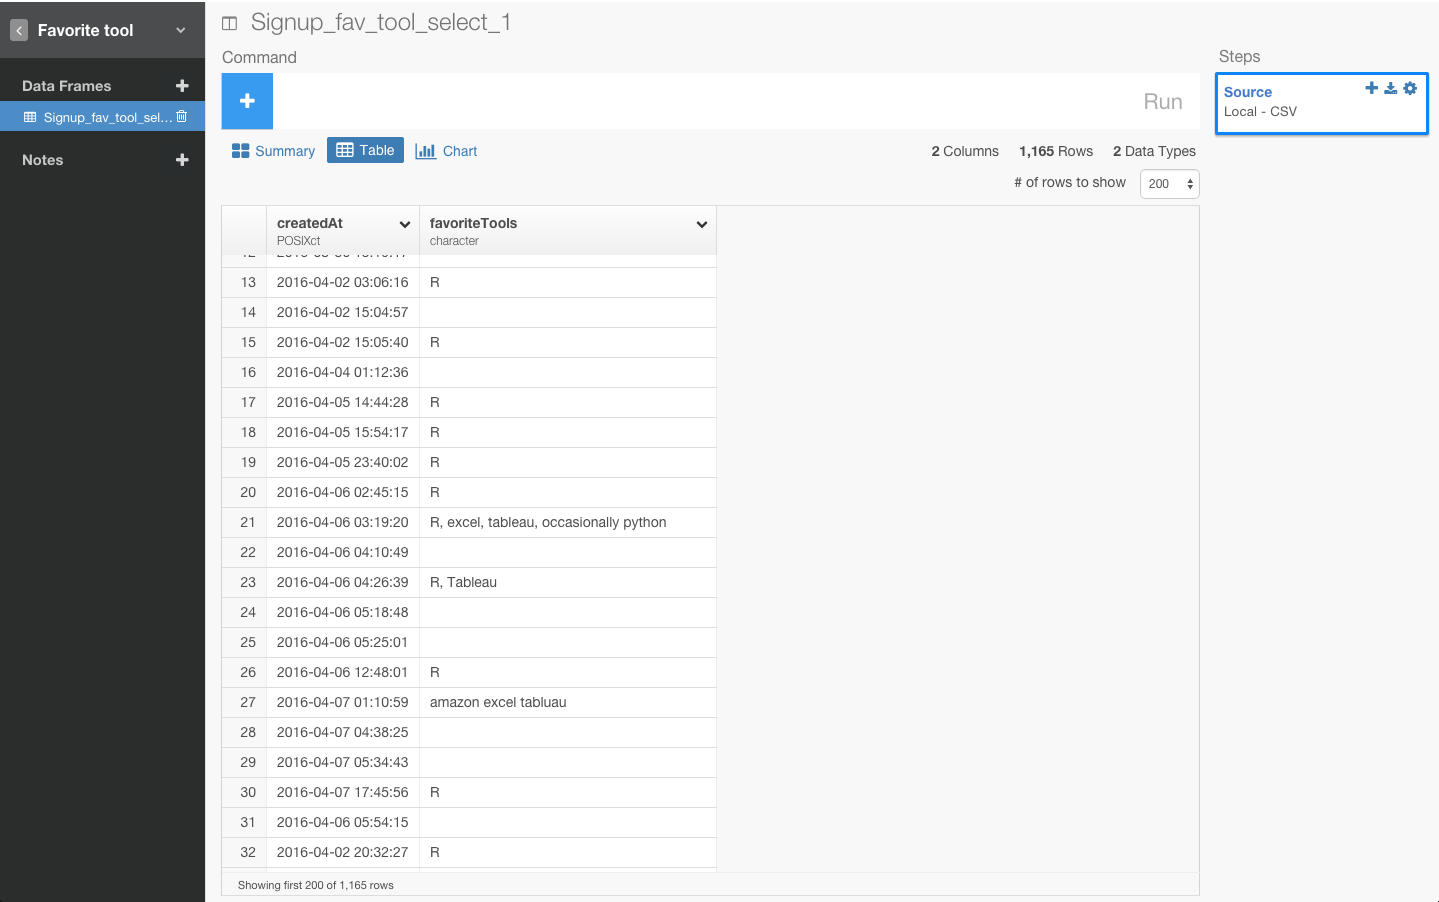 Favorite tool
Data Frames
Signup_fav_tool_sel...
Notes
Signup_fav_tool_select_1
Command
Run
Summary
Table
Chart
2 Columns 1,165 Rows 2 Data Types
# of rows to show 200
createdAt favoriteTools
POSIXct character
13 2016-04-02 03:06:16 R
14 2016-04-02 15:04:57
15 2016-04-02 15:05:40 R
16 2016-04-04 01:12:36
17 2016-04-05 14:44:28 R
18 2016-04-05 15:54:17 R
19 2016-04-05 23:40:02 R
20 2016-04-06 02:45:15 R
21 2016-04-06 03:19:20 R, excel, tableau, occasionally python
22 2016-04-06 04:10:49
23 2016-04-06 04:26:39 R, Tableau
24 2016-04-06 05:18:48
25 2016-04-06 05:25:01
26 2016-04-06 12:48:01 R
27 2016-04-07 01:10:59 amazon excel tabluau
28 2016-04-07 04:38:25
29 2016-04-07 05:34:43
30 2016-04-07 17:45:56 R
31 2016-04-06 05:54:15
32 2016-04-02 20:32:27 R
Showing first 200 of 1,165 rows
Steps
Source
Local - CSV